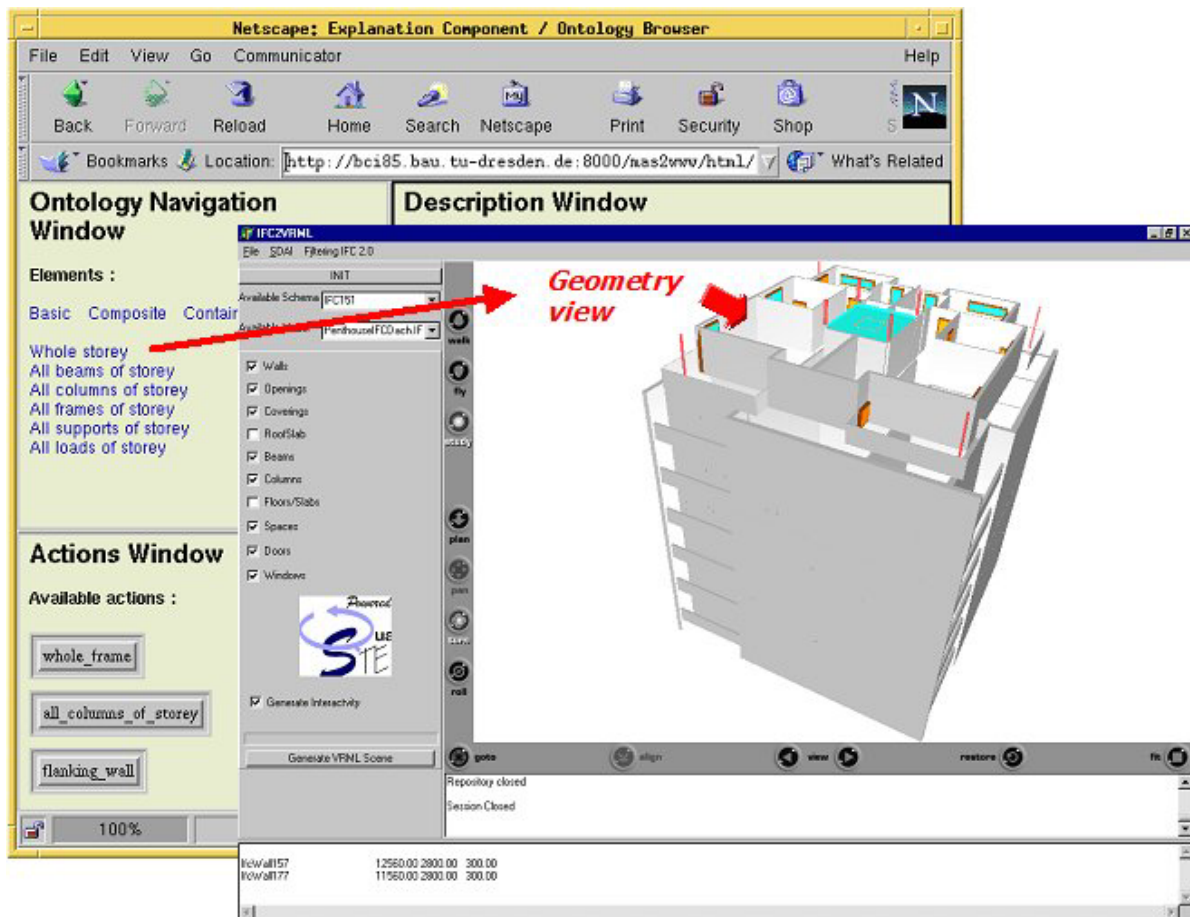 Netscape: Explanation Component / Ontology Browser
File Edit View Go Communicator Help
Back Forward Reload Home Search Netscape Print Security Shop S
Bookmarks Location: http://bci85.bau.tu-dresden.de:8000/mas2www/html/ What's Related
Ontology Navigation
Window
Elements :
Basic Composite Contain
Whole storey
All beams of storey
All columns of storey
All frames of storey
All supports of storey
All loads of storey
Actions Window
Available actions :
whole_frame
all_columns_of_storey
flanking_wall
100%
Description Window
IFC2VRML
File SDAI Filtering IFC 2.0
INIT
Available Schema IFC151
Available PenthouseIFCDach.IF
Walls
Openings
Coverings
RoofSlab
Beams
Columns
Floors/Slabs
Spaces
Doors
Windows
Powered
STE
Generate Interactivity
Generate VRML Scene
walk
fly
study
plan
pan
turn
roll
Geometry
view
goto align view restore fit
Repository closed
Session Closed
IfcWall157 12560.00 2800.00 300.00
IfcWall177 11560.00 2800.00 300.00